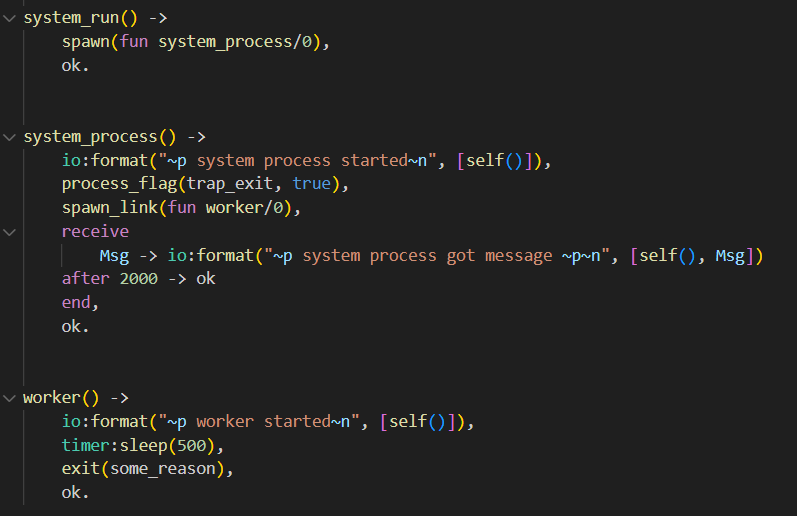 system_run() ->
    spawn(fun system_process/0),
    ok.
system_process() ->
    io:format("~p system process started~n", [self()]),
    process_flag(trap_exit, true),
    spawn_link(fun worker/0),
    receive
        Msg -> io:format("~p system process got message ~p~n", [self(), Msg])
    after 2000 -> ok
    end,
    ok.
worker() ->
    io:format("~p worker started~n", [self()]),
    timer:sleep(500),
    exit(some_reason),
    ok.